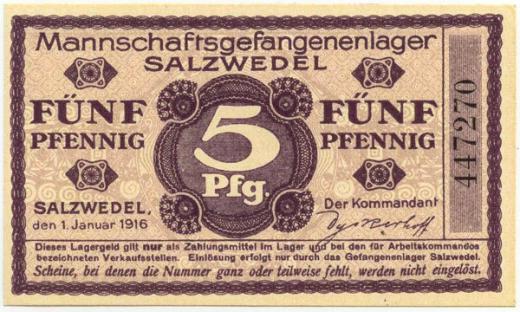 Mannschaftsgefangenenlager
SALZWEDEL
FÜNF
PFENNIG
5
Pfg.
FÜNF
PFENNIG
447270
SALZWEDEL,
den 1. Januar 1916
Der Kommandant
Dieses Lagergeld gilt nur als Zahlungsmittel im Lager und bei den für Arbeitskommandos
bezeichneten Verkaufsstellen. Einlösung erfolgt nur durch das Gefangenenlager Salzwedel.
Scheine, bei denen die Nummer ganz oder teilweise fehlt, werden nicht eingelöst.